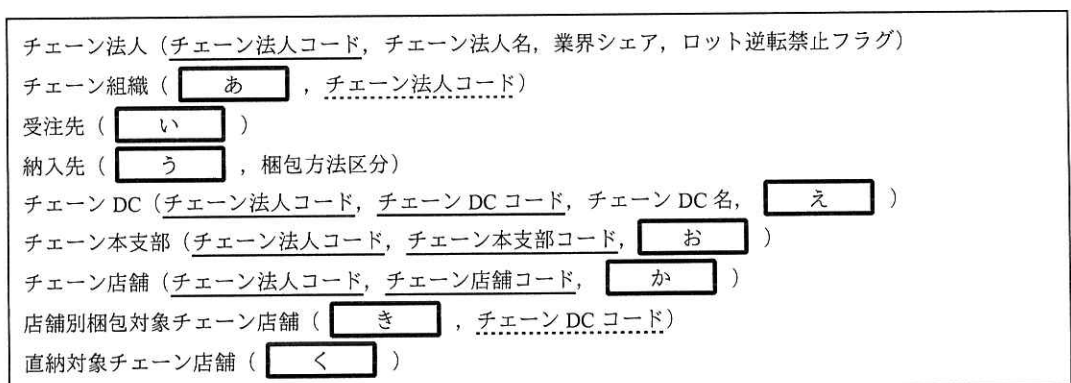 チェーン法人（チェーン法人コード，チェーン法人名，業界シェア，ロット逆転禁止フラグ）
チェーン組織（ あ ，チェーン法人コード）
受注先（ い ）
納入先（ う ，梱包方法区分）
チェーン DC（チェーン法人コード，チェーン DC コード，チェーン DC 名， え ）
チェーン本支部（チェーン法人コード，チェーン本支部コード， お ）
チェーン店舗（チェーン法人コード，チェーン店舗コード， か ）
店舗別梱包対象チェーン店舗（ き ，チェーン DC コード）
直納対象チェーン店舗（ く ）